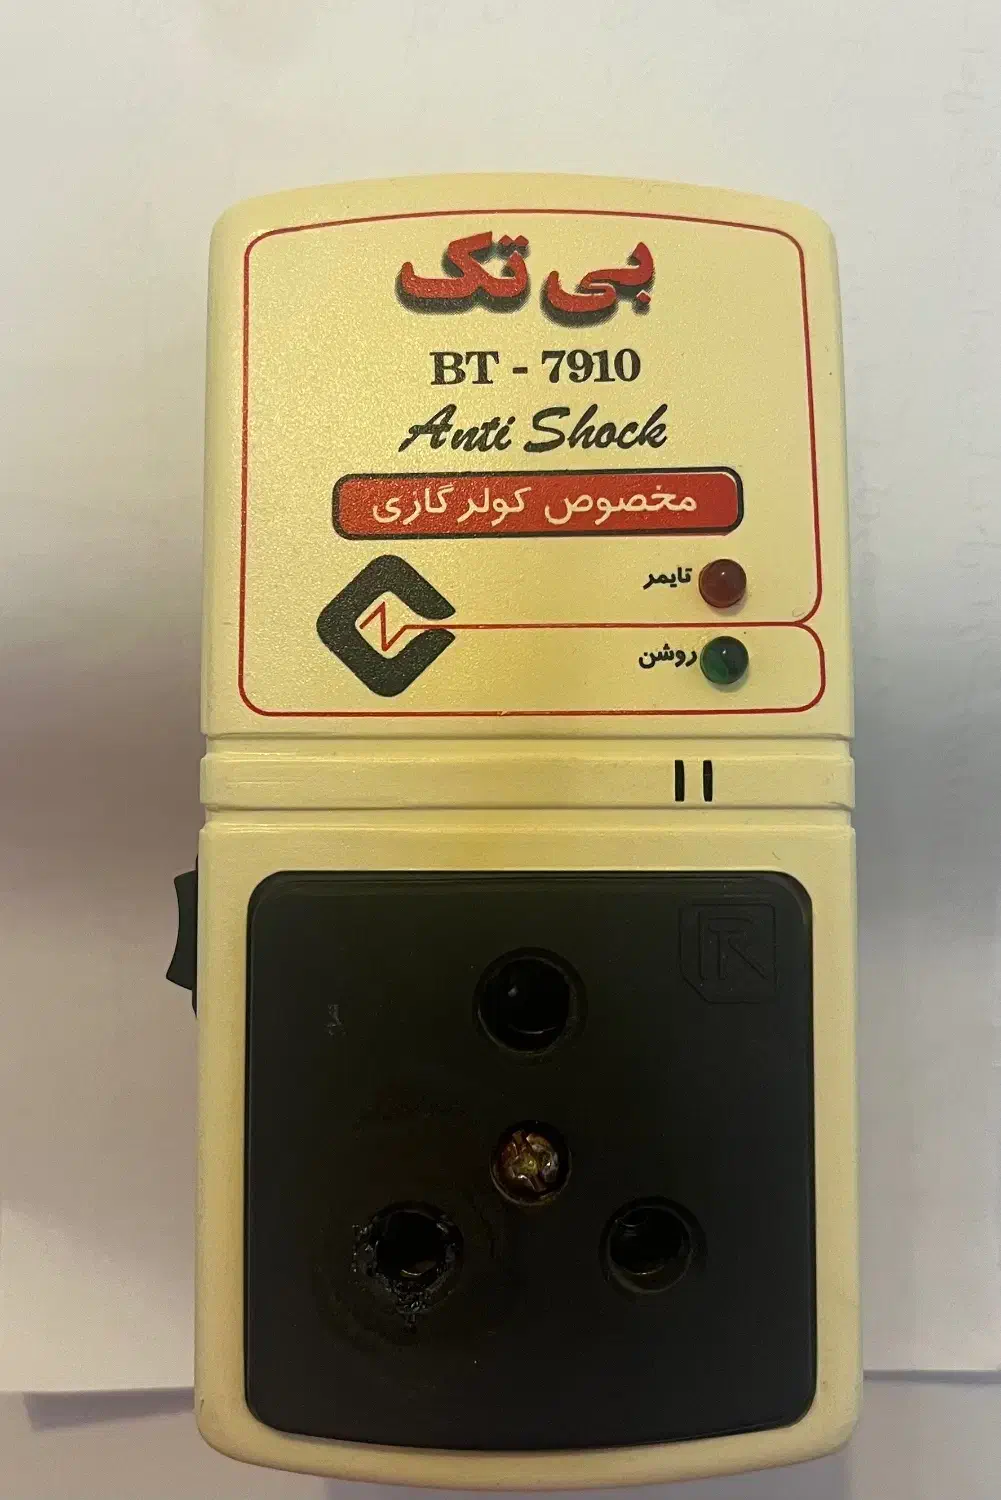 بی تک
BT - 7910
Anti Shock
مخصوص کولر گازی
تایمر
روشن